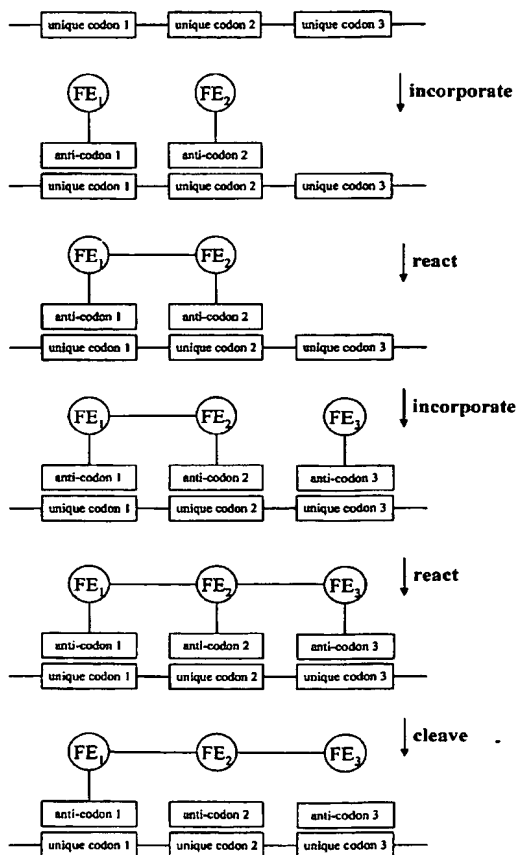 unique codon 1 unique codon 2 unique codon 3
FE1 FE2
incorporate
anti-codon 1 anti-codon 2
unique codon 1 unique codon 2 unique codon 3
FE1 FE2
react
anti-codon 1 anti-codon 2
unique codon 1 unique codon 2 unique codon 3
incorporate
FE1 FE2 FE3
anti-codon 1 anti-codon 2 anti-codon 3
unique codon 1 unique codon 2 unique codon 3
react
FE1 FE2 FE3
anti-codon 1 anti-codon 2 anti-codon 3
unique codon 1 unique codon 2 unique codon 3
cleave
FE1 FE2 FE3
anti-codon 1 anti-codon 2 anti-codon 3
unique codon 1 unique codon 2 unique codon 3